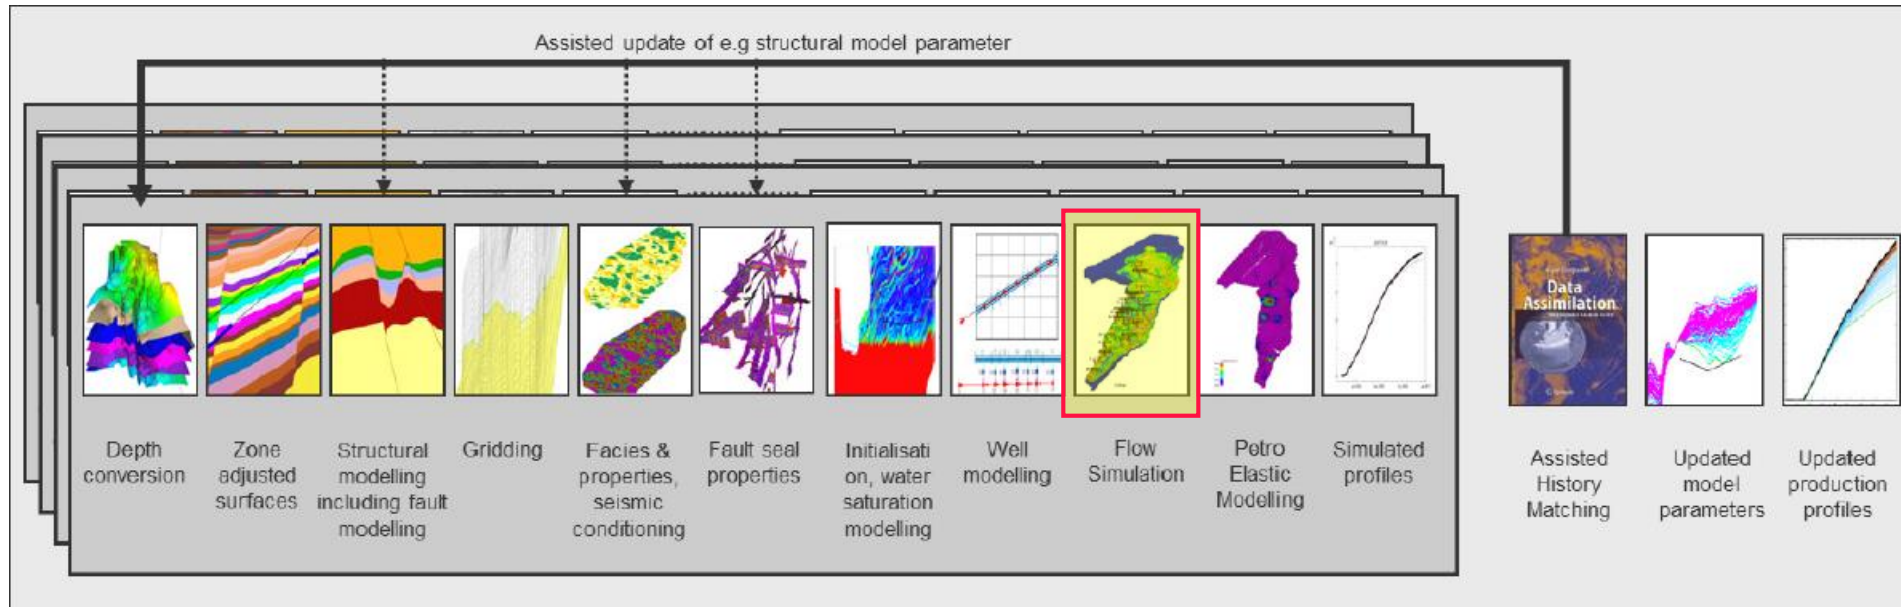 Assisted update of e.g structural model parameter
Depth
conversion
Zone
adjusted
surfaces
Structural
modelling
including fault
modelling
Gridding
Facies &
properties,
seismic
conditioning
Fault seal
properties
Initialisati
on, water
saturation
modelling
Well
modelling
Flow
Simulation
Petro
Elastic
Modelling
Simulated
profiles
Data
Assimilation
Assisted
History
Matching
Updated
model
parameters
Updated
production
profiles